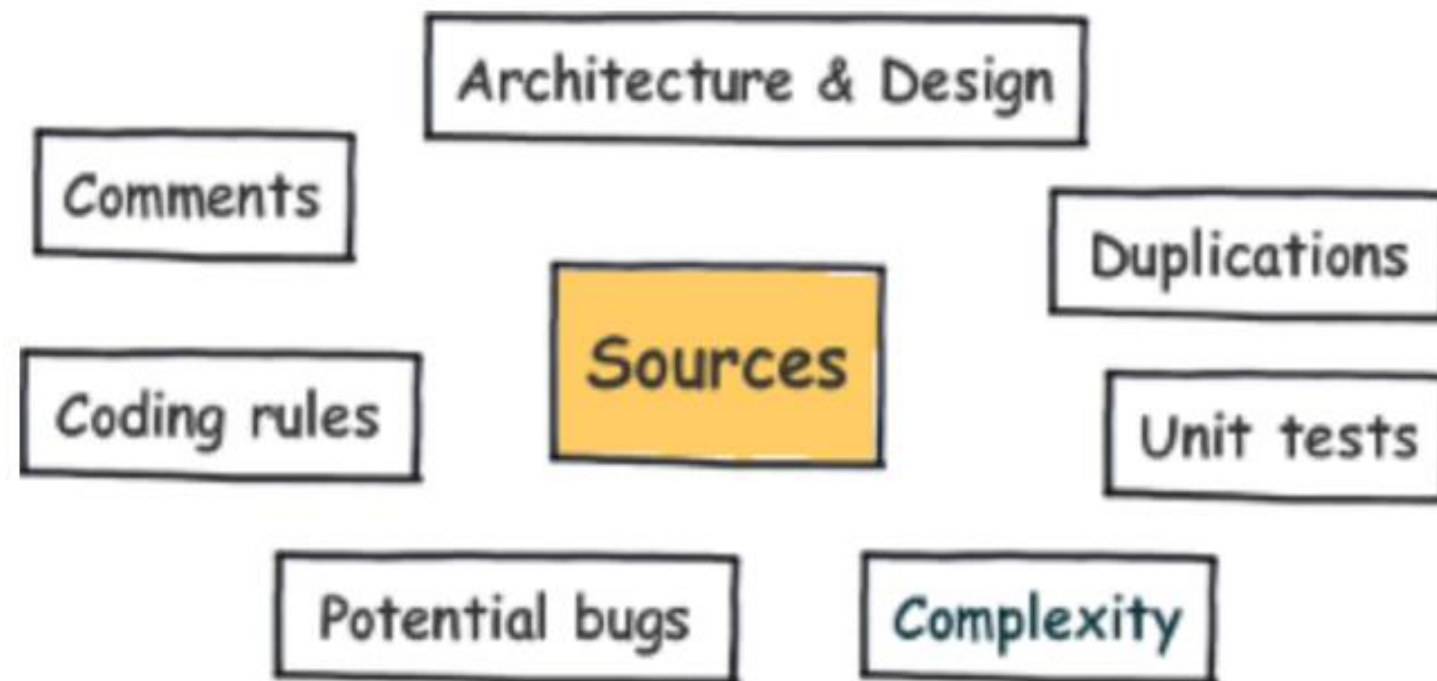 Architecture & Design
Comments
Duplications
Sources
Coding rules
Unit tests
Potential bugs
Complexity